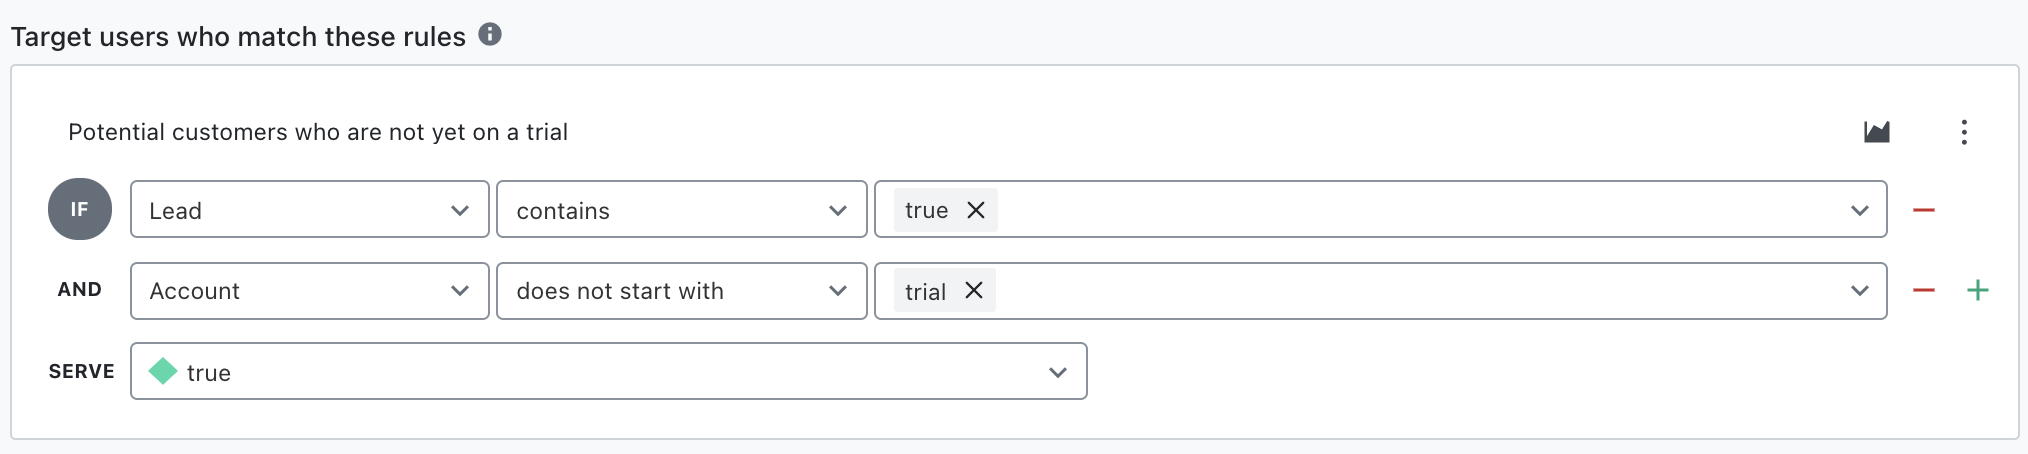 Target users who match these rules
Potential customers who are not yet on a trial
IF Lead contains true
AND Account does not start with trial
SERVE true